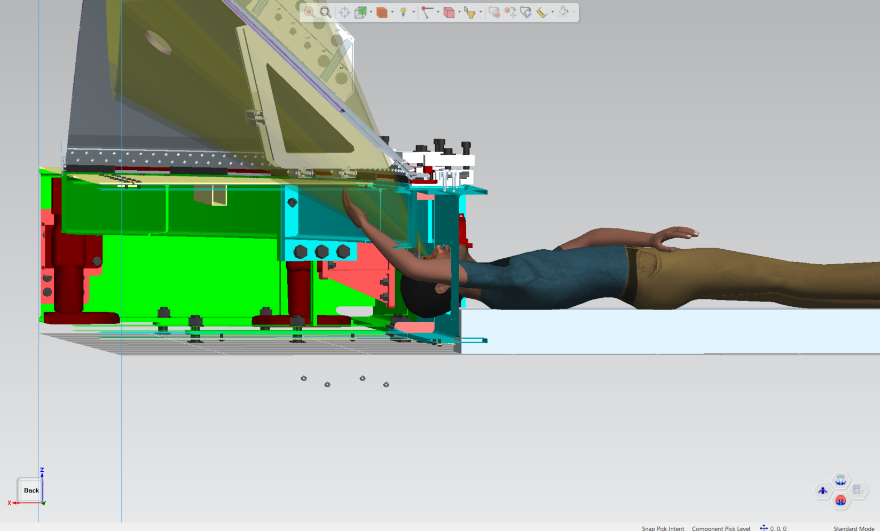 Z
Back
X
Snap Pick Intent Component Pick Level 0, 0, 0 Standard Mode